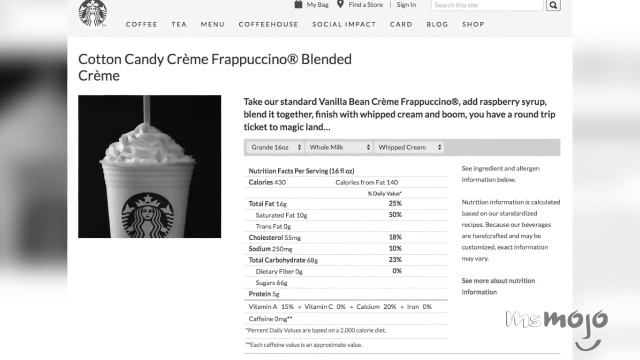 My Bag Find a Store | Sign In Search this site
COFFEE TEA MENU COFFEEHOUSE SOCIAL IMPACT CARD BLOG SHOP
Cotton Candy Crème Frappuccino® Blended
Crème
Take our standard Vanilla Bean Crème Frappuccino®, add raspberry syrup,
blend it together, finish with whipped cream and boom, you have a round trip
ticket to magic land...
Grande 16oz Whole Milk Whipped Cream
Nutrition Facts Per Serving (16 fl oz)
Calories 430 Calories from Fat 140
% Daily Value*
Total Fat 16g 25%
Saturated Fat 10g 50%
Trans Fat 0g
Cholesterol 55mg 18%
Sodium 250mg 10%
Total Carbohydrate 68g 23%
Dietary Fiber 0g 0%
Sugars 66g
Protein 5g
Vitamin A 15% • Vitamin C 0% • Calcium 20% • Iron 0%
Caffeine 0mg**
*Percent Daily Values are based on a 2,000 calorie diet.
**Each caffeine value is an approximate value.
See ingredient and allergen
information below.
Nutrition information is calculated
based on our standardized
recipes. Because our beverages
are handcrafted and may be
customized, exact information
may vary.
See more about nutrition
information
msmojo